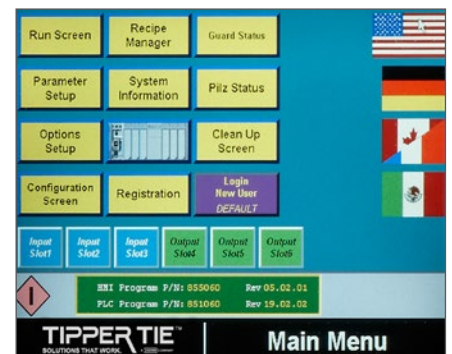 Run Screen
Recipe
Manager
Guard Status
Parameter
Setup
System
Information
Pilz Status
Options
Setup
Clean Up
Screen
Configuration
Screen
Registration
Login
New User
DEFAULT
Input
Slot1
Input
Slot2
Input
Slot3
Output
Slot4
Output
Slot5
Output
Slot6
HMI Program P/N: 855060 Rev 05.02.01
PLC Program P/N: 851060 Rev 19.02.02
TIPPER TIE™
SOLUTIONS THAT WORK.
Main Menu